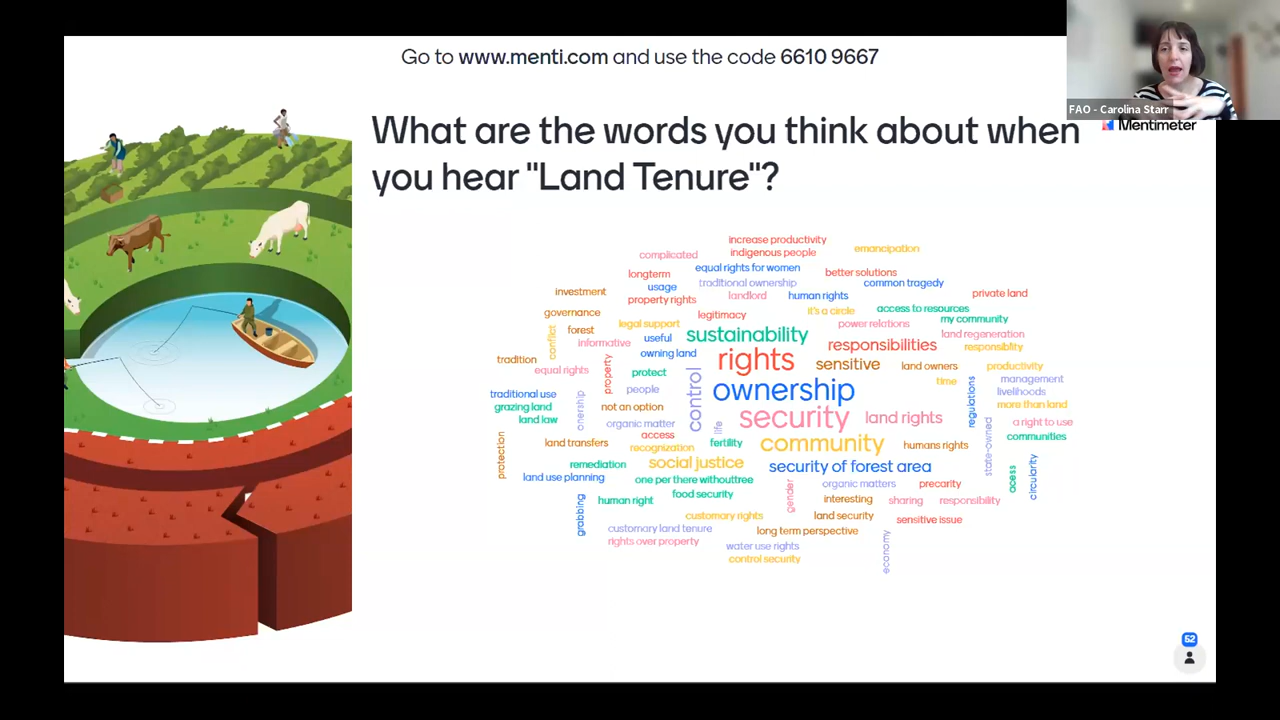 Go to www.menti.com and use the code 6610 9667
FAO - Carolina Starr
Mentimeter
What are the words you think about when
you hear "Land Tenure"?
increase productivity
complicated
indigenous people
emancipation
longterm
equal rights for women
better solutions
usage
traditional ownership
common tragedy
investment
property rights
landlord
human rights
private land
governance
legitimacy
it's a circle
access to resources
conflict
forest
legal support
sustainability
power relations
my community
informative
useful
responsibilities
land regeneration
tradition
owning land
rights
sensitive
land owners
responsiblity
equal rights
property
protect
control
ownership
time
productivity
traditional use
onership
people
regulations
management
livelihoods
grazing land
not an option
security
land rights
more than land
land law
organic matter
life
a right to use
protection
land transfers
access
fertility
community
humans rights
state-owned
communities
recognization
remediation
social justice
security of forest area
acess
circularity
land use planning
one per there withouttree
gender
organic matters
precarity
grabbing
human right
food security
interesting
sharing
responsibility
customary rights
land security
sensitive issue
customary land tenure
long term perspective
economy
rights over property
water use rights
control security
52